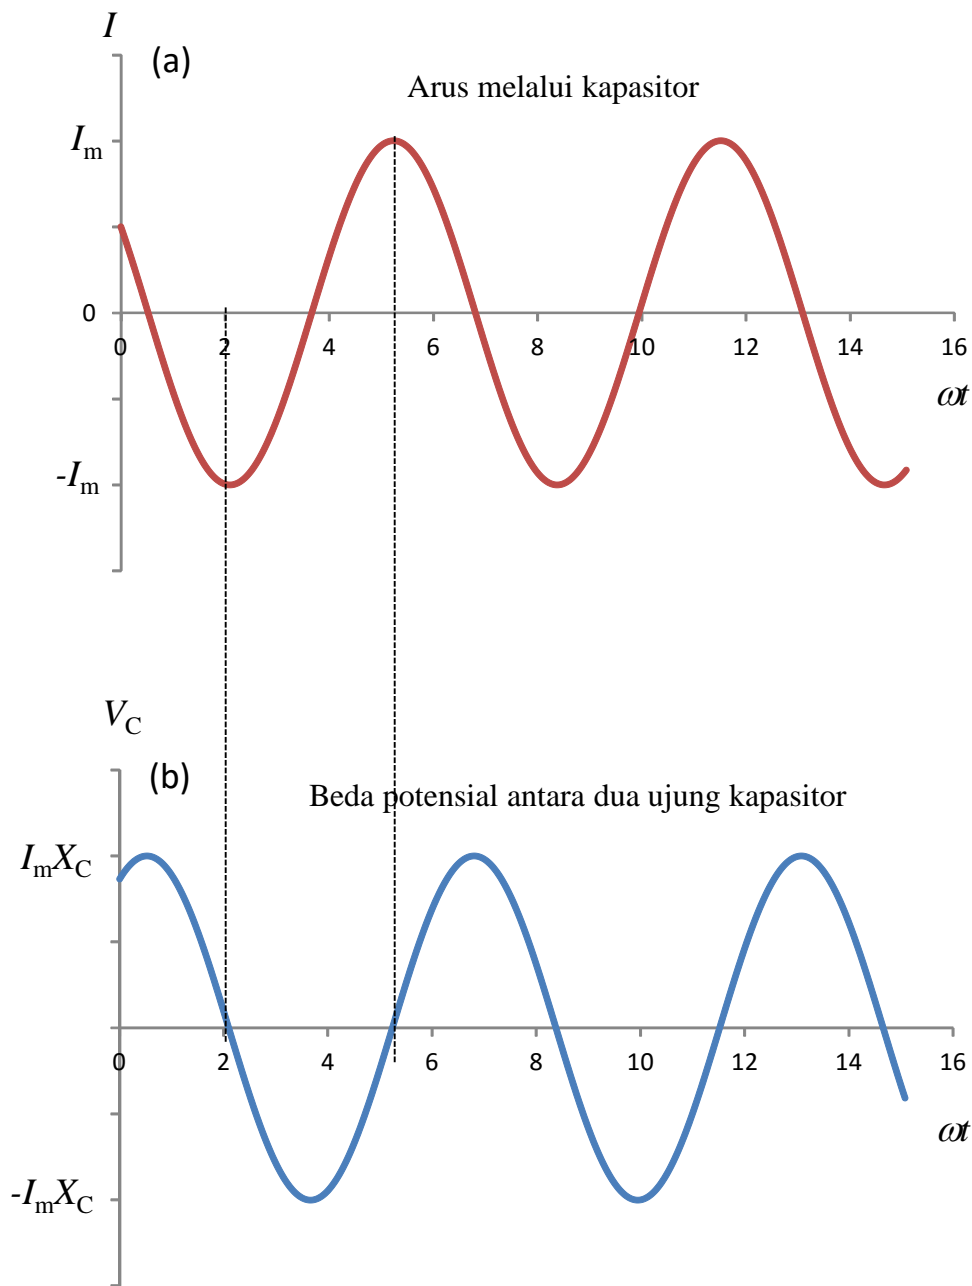 I
(a)
Arus melalui kapasitor
Im
0
0 2 4 6 8 10 12 14 16
ωt
-Im
VC
(b)
Beda potensial antara dua ujung kapasitor
ImXC
0 2 4 6 8 10 12 14 16
ωt
-ImXC